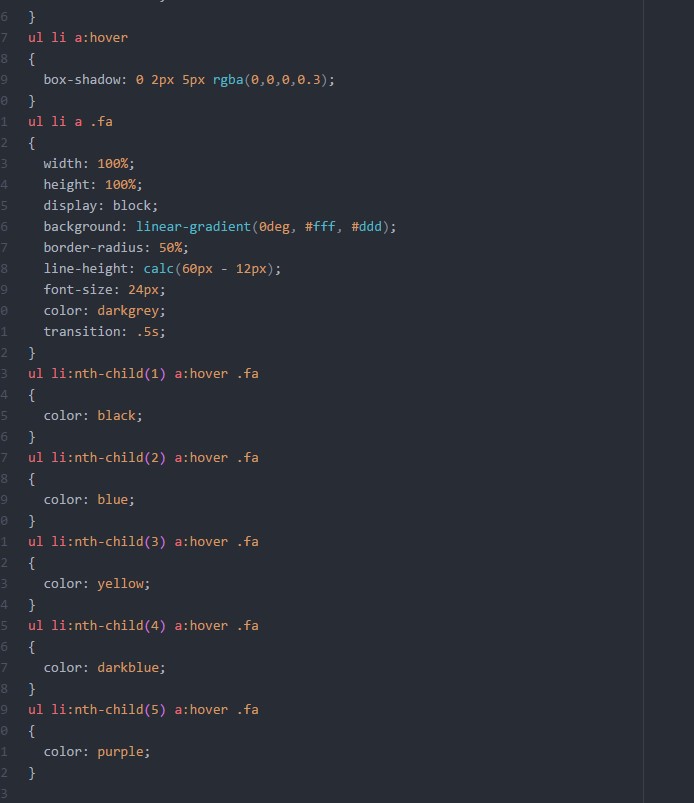 6 }
7 ul li a:hover
8 {
9 box-shadow: 0 2px 5px rgba(0,0,0,0.3);
0 }
1 ul li a .fa
2 {
3 width: 100%;
4 height: 100%;
5 display: block;
6 background: linear-gradient(0deg, #fff, #ddd);
7 border-radius: 50%;
8 line-height: calc(60px - 12px);
9 font-size: 24px;
0 color: darkgrey;
1 transition: .5s;
2 }
3 ul li:nth-child(1) a:hover .fa
4 {
5 color: black;
6 }
7 ul li:nth-child(2) a:hover .fa
8 {
9 color: blue;
0 }
1 ul li:nth-child(3) a:hover .fa
2 {
3 color: yellow;
4 }
5 ul li:nth-child(4) a:hover .fa
6 {
7 color: darkblue;
8 }
9 ul li:nth-child(5) a:hover .fa
0 {
1 color: purple;
2 }
3